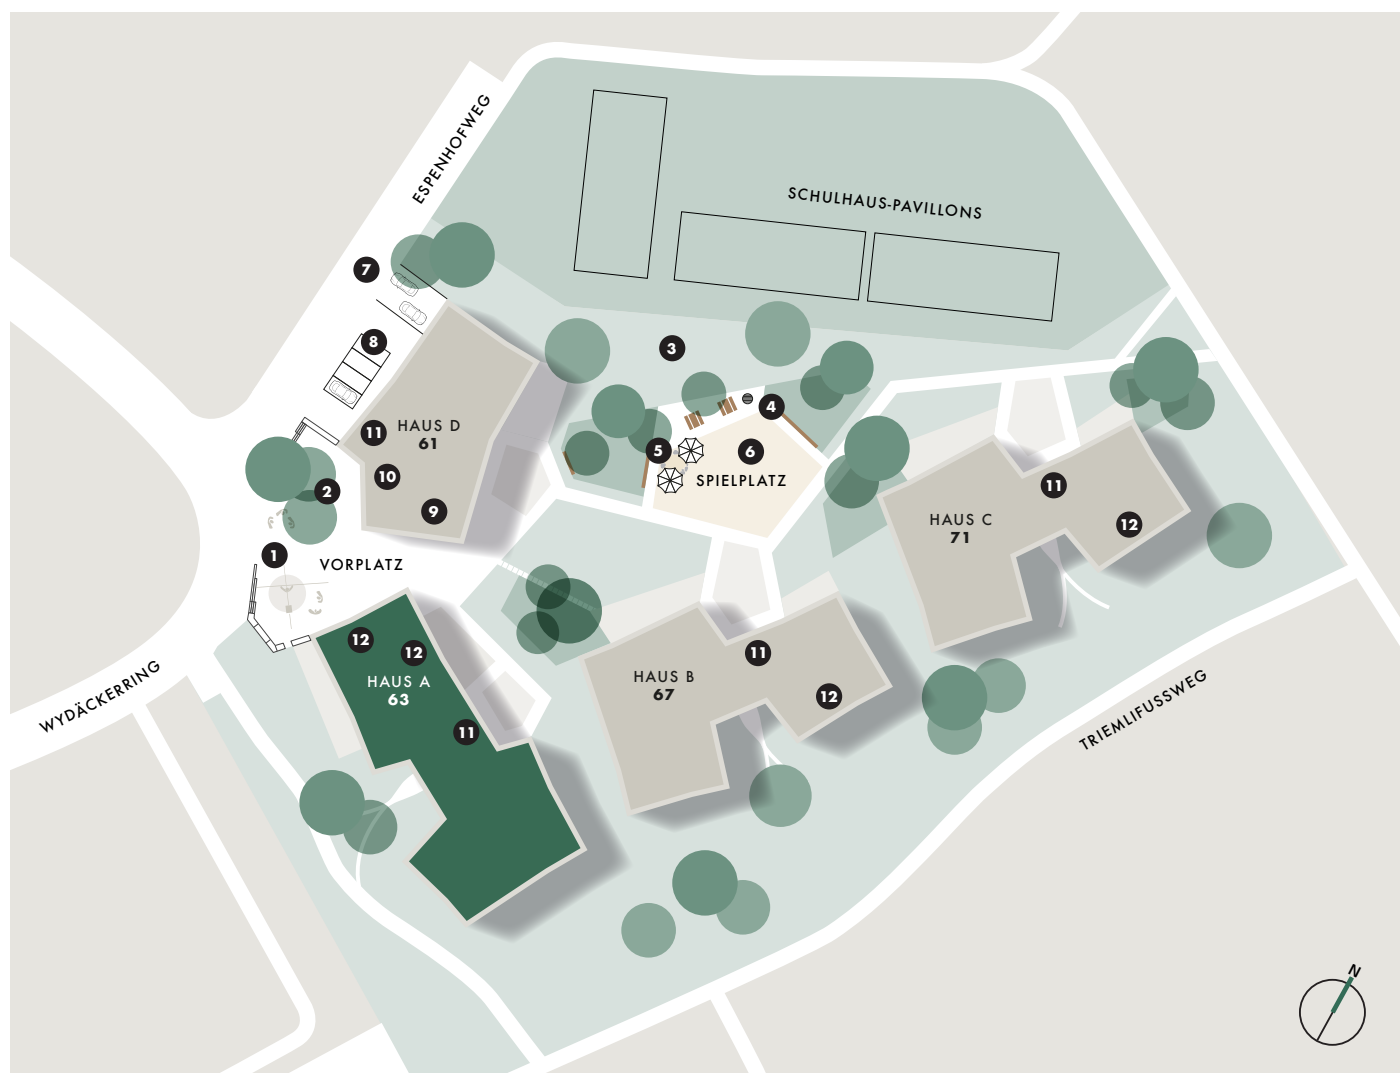 ESPENHOFWEG
SCHULHAUS-PAVILLONS
7
8
3
4
11
HAUS D
61
5
6
SPIELPLATZ
10
2
9
11
12
HAUS C
71
1
VORPLATZ
12
12
HAUS A
63
11
11
HAUS B
67
12
WYDÄCKERRING
TRIEMLIFUSSWEG
N